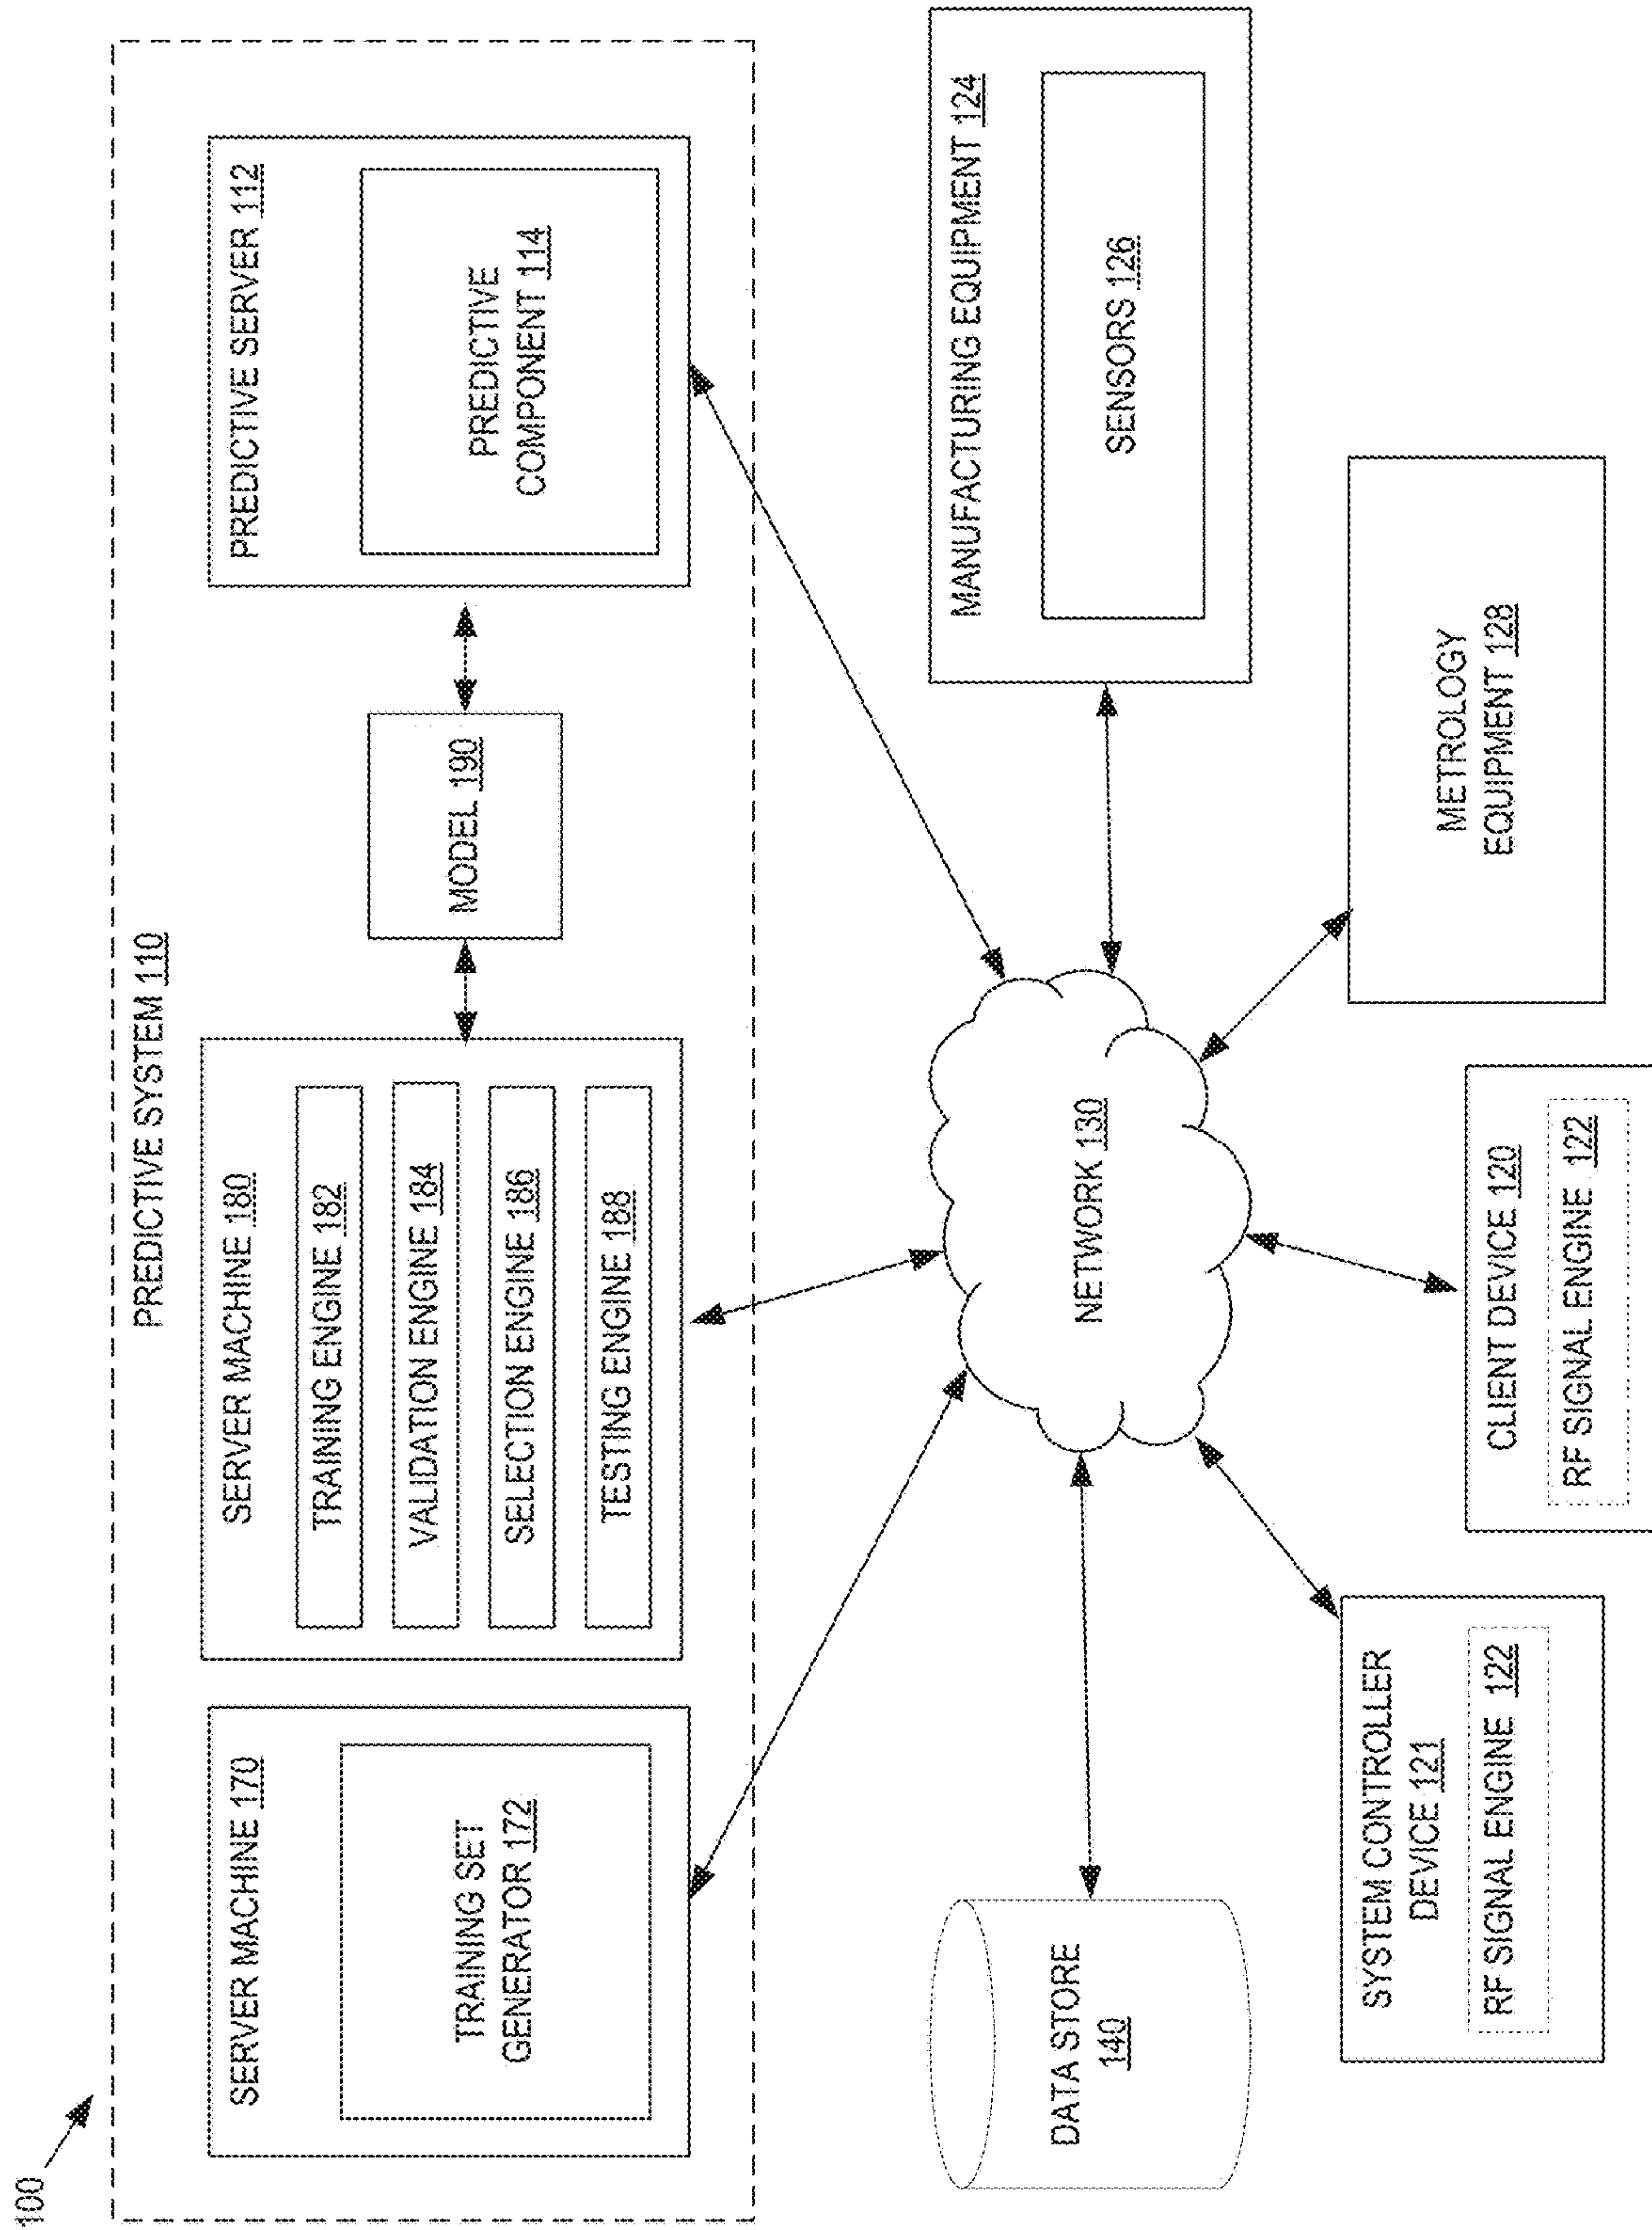 100
PREDICTIVE SYSTEM 110
SERVER MACHINE 170
TRAINING SET
GENERATOR 172
SERVER MACHINE 180
TRAINING ENGINE 182
VALIDATION ENGINE 184
SELECTION ENGINE 186
TESTING ENGINE 188
MODEL 190
PREDICTIVE SERVER 112
PREDICTIVE
COMPONENT 114
DATA STORE
140
NETWORK 130
MANUFACTURING EQUIPMENT 124
SENSORS 126
SYSTEM CONTROLLER
DEVICE 121
RF SIGNAL ENGINE 122
CLIENT DEVICE 120
RF SIGNAL ENGINE 122
METROLOGY
EQUIPMENT 128